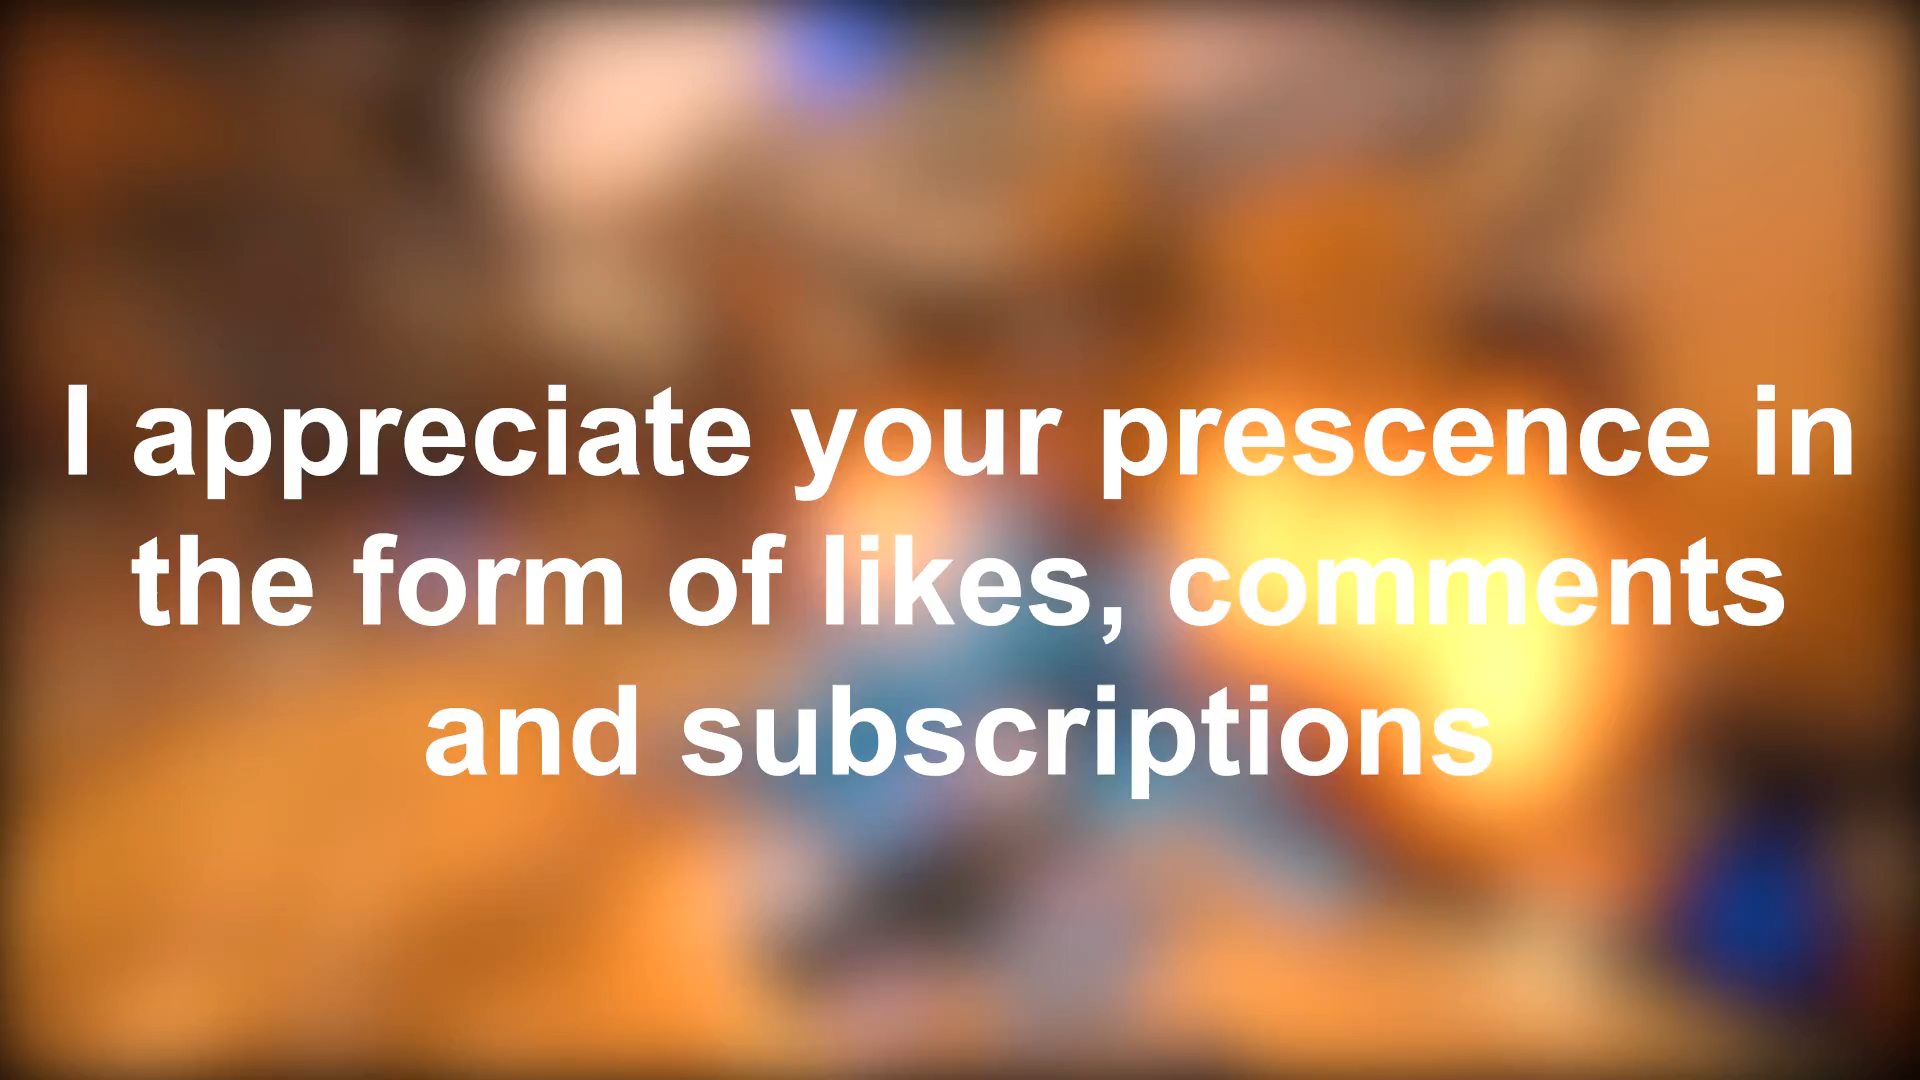 I appreciate your prescence in
the form of likes, comments
and subscriptions